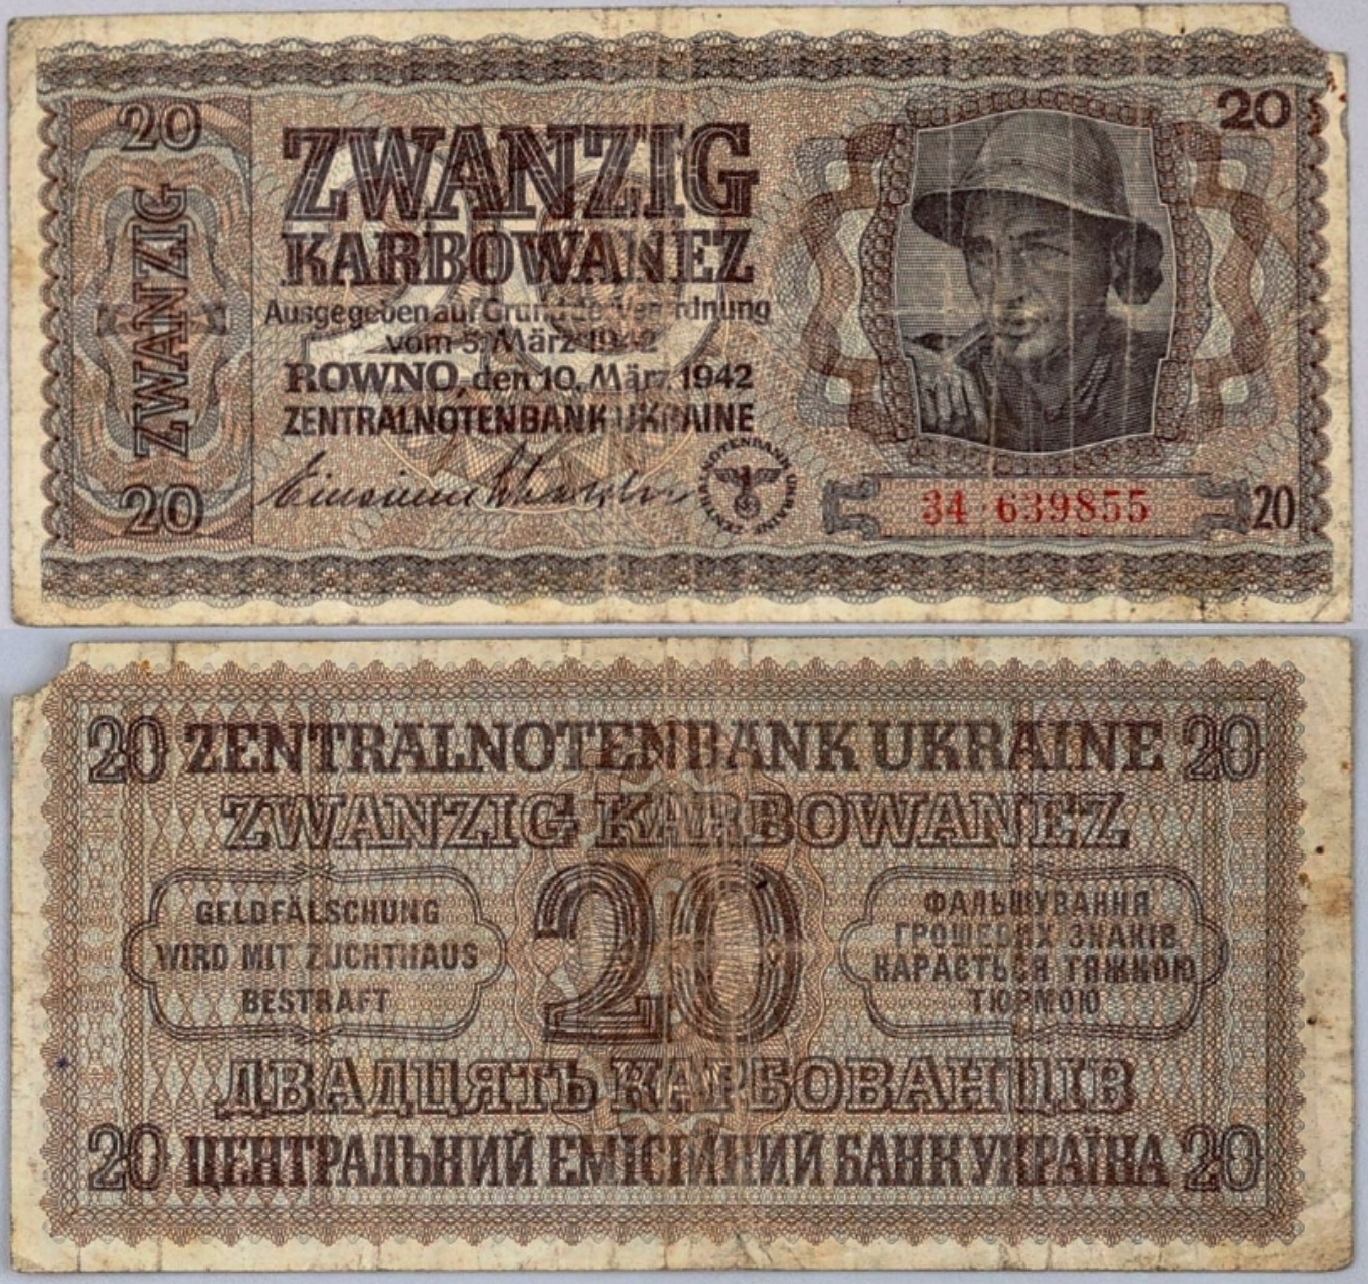 20
ZWANZIG
20
ZWANZIG
KARBOWANEZ
Ausgegeben auf Grund der Verordnung
vom 5. März 1942
ROWNO, den 10. März 1942
ZENTRALNOTENBANK UKRAINE
ZENTRALNOTENBANK UKRAINE
20
34·639855
20
20 ZENTRALNOTENBANK UKRAINE 20
ZWANZIG KARBOWANEZ
GELDFÄLSCHUNG
WIRD MIT ZUCHTHAUS
BESTRAFT
20
ФАЛЬШУВАННЯ
ГРОШЕВИХ ЗНАКІВ
КАРАЄТЬСЯ ТЯЖКОЮ
ТЮРМОЮ
ДВАДЦЯТЬ КАРБОВАНЦІВ
20 ЦЕНТРАЛЬНИЙ ЕМІСІЙНИЙ БАНК УКРАЇНА 20